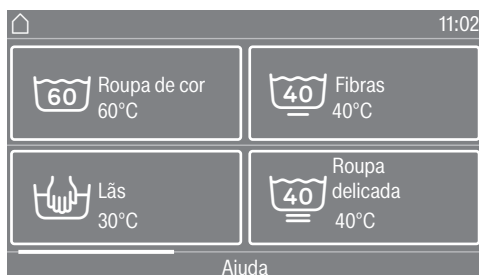 11:02
60
Roupa de cor
60°C
40
Fibras
40°C
Lãs
30°C
40
Roupa
delicada
40°C
Ajuda